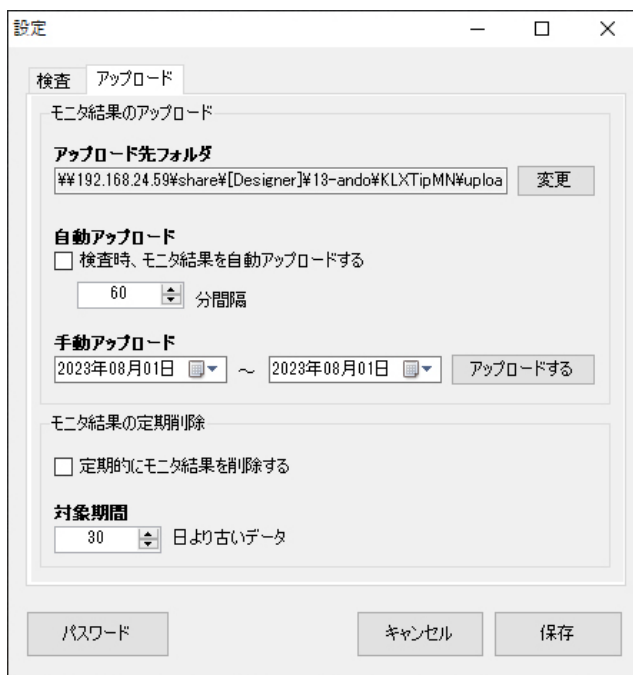 設定
検査 アップロード
モニタ結果のアップロード
アップロード先フォルダ
¥¥192.168.24.59¥share¥[Designer]¥13-ando¥KLXTipMN¥uploa 変更
自動アップロード
検査時、モニタ結果を自動アップロードする
60 分間隔
手動アップロード
2023年08月01日 ～ 2023年08月01日 アップロードする
モニタ結果の定期削除
定期的にモニタ結果を削除する
対象期間
30 日より古いデータ
パスワード キャンセル 保存